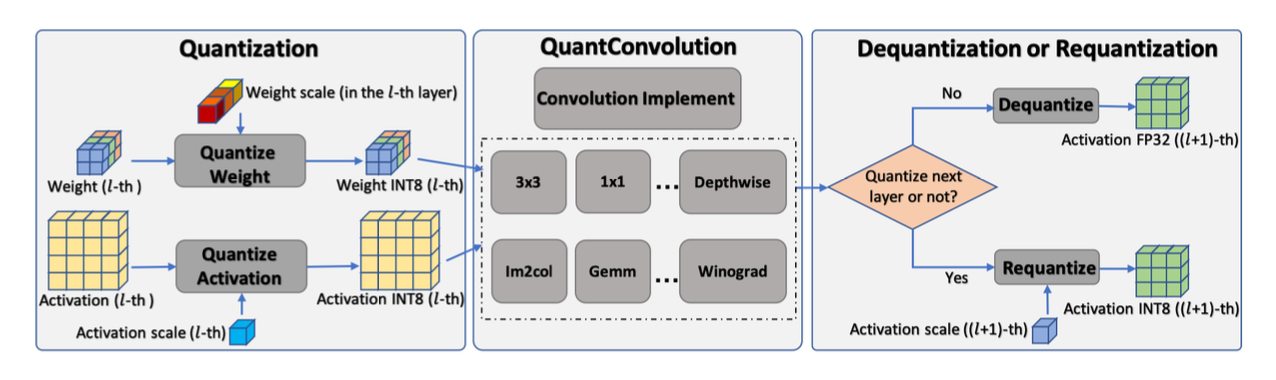 Quantization
Weight scale (in the l-th layer)
Quantize
Weight
Weight (l-th )
Weight INT8 (l-th)
Quantize
Activation
Activation (l-th )
Activation INT8 (l-th)
Activation scale (l-th)
QuantConvolution
Convolution Implement
3x3
1x1
...
Depthwise
Im2col
Gemm
...
Winograd
Dequantization or Requantization
No
Dequantize
Activation FP32 ((l+1)-th)
Quantize next
layer or not?
Yes
Requantize
Activation INT8 ((l+1)-th)
Activation scale ((l+1)-th)